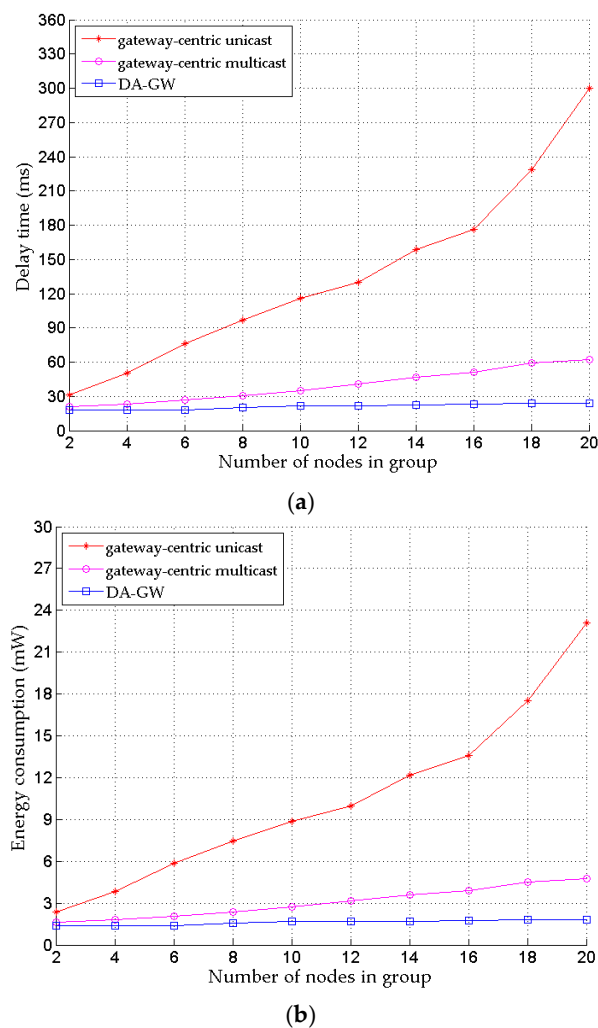 360
330
300
270
240
210
180
150
120
90
60
30
0
Delay time (ms)
gateway-centric unicast
gateway-centric multicast
DA-GW
2 4 6 8 10 12 14 16 18 20
Number of nodes in group
(a)
30
27
24
21
18
15
12
9
6
3
0
Energy consumption (mW)
gateway-centric unicast
gateway-centric multicast
DA-GW
2 4 6 8 10 12 14 16 18 20
Number of nodes in group
(b)